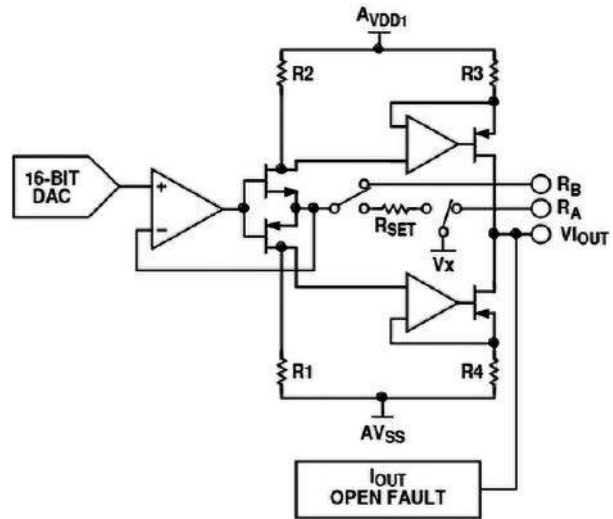 AVDD1
R2
R3
16-BIT
DAC
+
−
RB
RSET
RA
Vx
VIOUT
R1
R4
AVSS
IOUT
OPEN FAULT